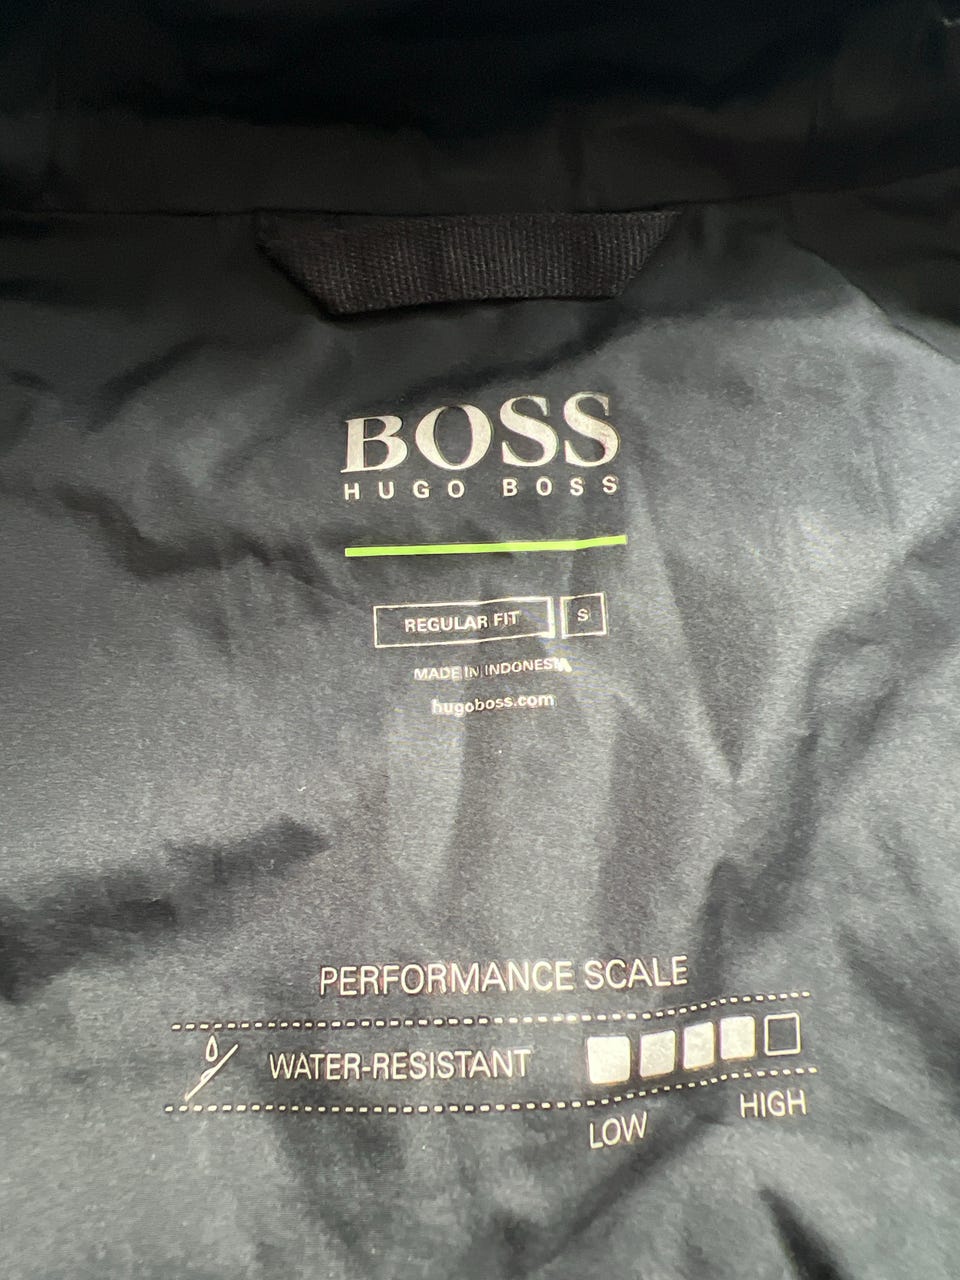 BOSS
HUGO BOSS
REGULAR FIT S
MADE IN INDONESIA
hugoboss.com
PERFORMANCE SCALE
WATER-RESISTANT
LOW HIGH